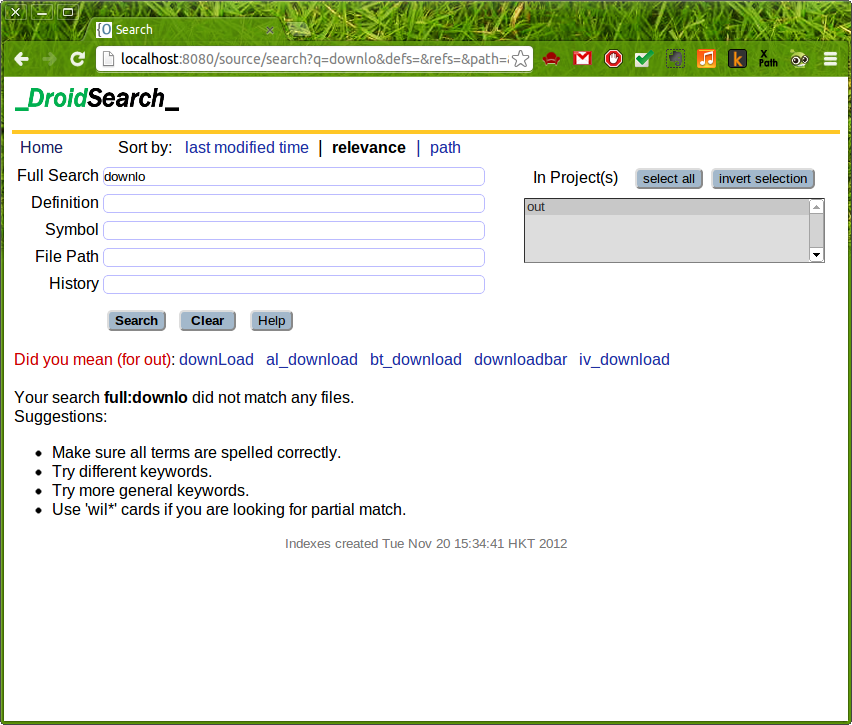 {O Search
localhost:8080/source/search?q=downlo&defs=&refs=&path=
_DroidSearch_
Home Sort by: last modified time | relevance | path
Full Search downlo In Project(s) select all invert selection
Definition out
Symbol
File Path
History
Search Clear Help
Did you mean (for out): downLoad al_download bt_download downloadbar iv_download
Your search full:downlo did not match any files.
Suggestions:
• Make sure all terms are spelled correctly.
• Try different keywords.
• Try more general keywords.
• Use 'wil*' cards if you are looking for partial match.
Indexes created Tue Nov 20 15:34:41 HKT 2012
k
X
Path